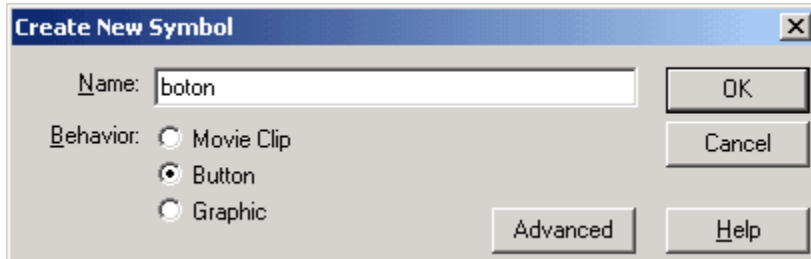 Create New Symbol
Name: boton OK
Behavior: Movie Clip Cancel
Button
Graphic
Advanced Help